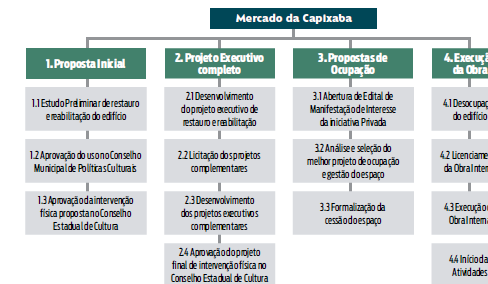 Mercado da Capixaba
1. Proposta Inicial
1.1 Estudo Preliminar de restauro
e reabilitação do edifício
1.2 Aprovação do uso no Conselho
Municipal de Políticas Culturais
1.3 Aprovação da intervenção
física proposta no Conselho
Estadual de Cultura
2. Projeto Executivo
completo
2.1 Desenvolvimento
do projeto executivo de
restauro e reabilitação
2.2 Licitação dos projetos
complementares
2.3 Desenvolvimento
dos projetos executivos
complementares
2.4 Aprovação do projeto
final de intervenção física no
Conselho Estadual de Cultura
3. Propostas de
Ocupação
3.1 Abertura de Edital de
Manifestação de Interesse
da iniciativa Privada
3.2 Análise e seleção do
melhor projeto de ocupação
e gestão do espaço
3.3 Formalização da
cessão do espaço
4. Execuçã
da Obra
4.1 Desocupaç
do edifício
4.2 Licenciame
da Obra Inter
4.3 Execução
Obra Intern
4.4 Início da
Atividades